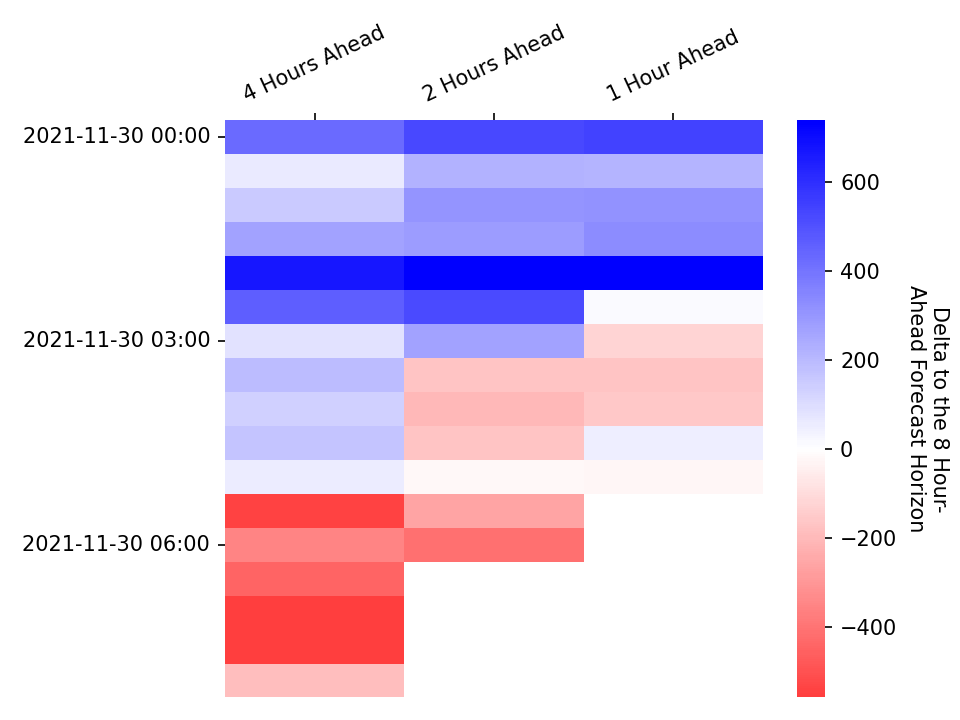 4 Hours Ahead
2 Hours Ahead
1 Hour Ahead
2021-11-30 00:00
2021-11-30 03:00
2021-11-30 06:00
600
400
200
0
−200
−400
Delta to the 8 Hour-
Ahead Forecast Horizon